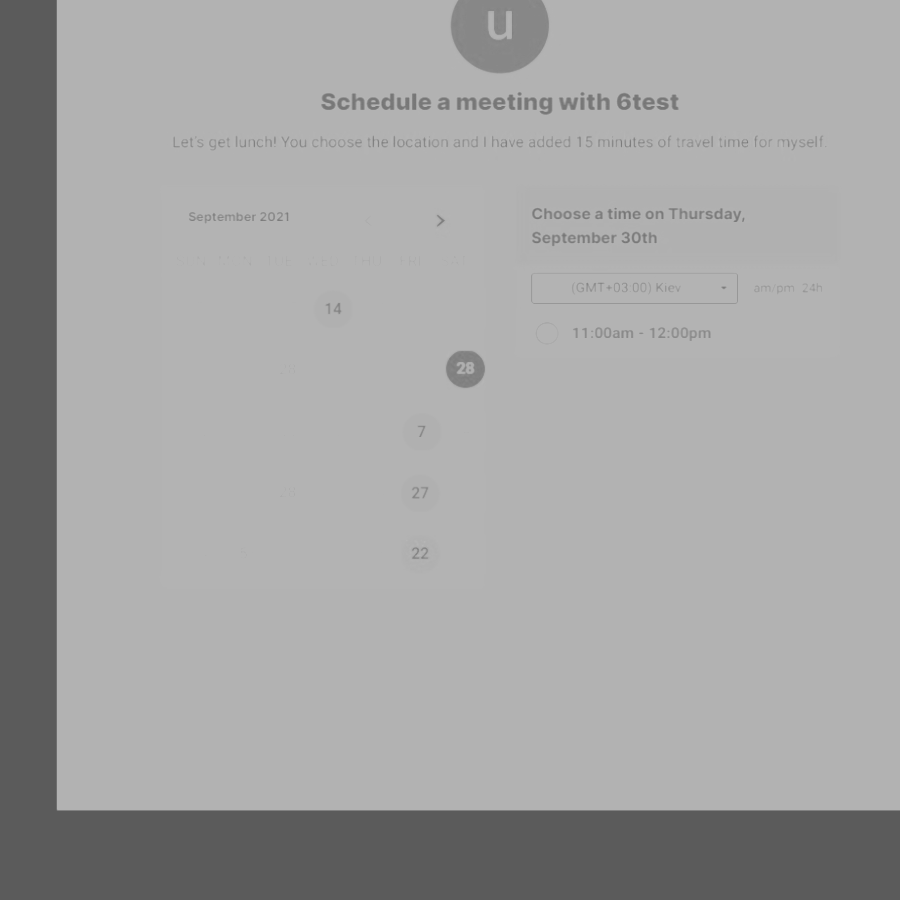 u
Schedule a meeting with 6test
Let's get lunch! You choose the location and I have added 15 minutes of travel time for myself.
September 2021
14
28
7
27
22
Choose a time on Thursday,
September 30th
(GMT+03:00) Kiev
am/pm 24h
11:00am - 12:00pm